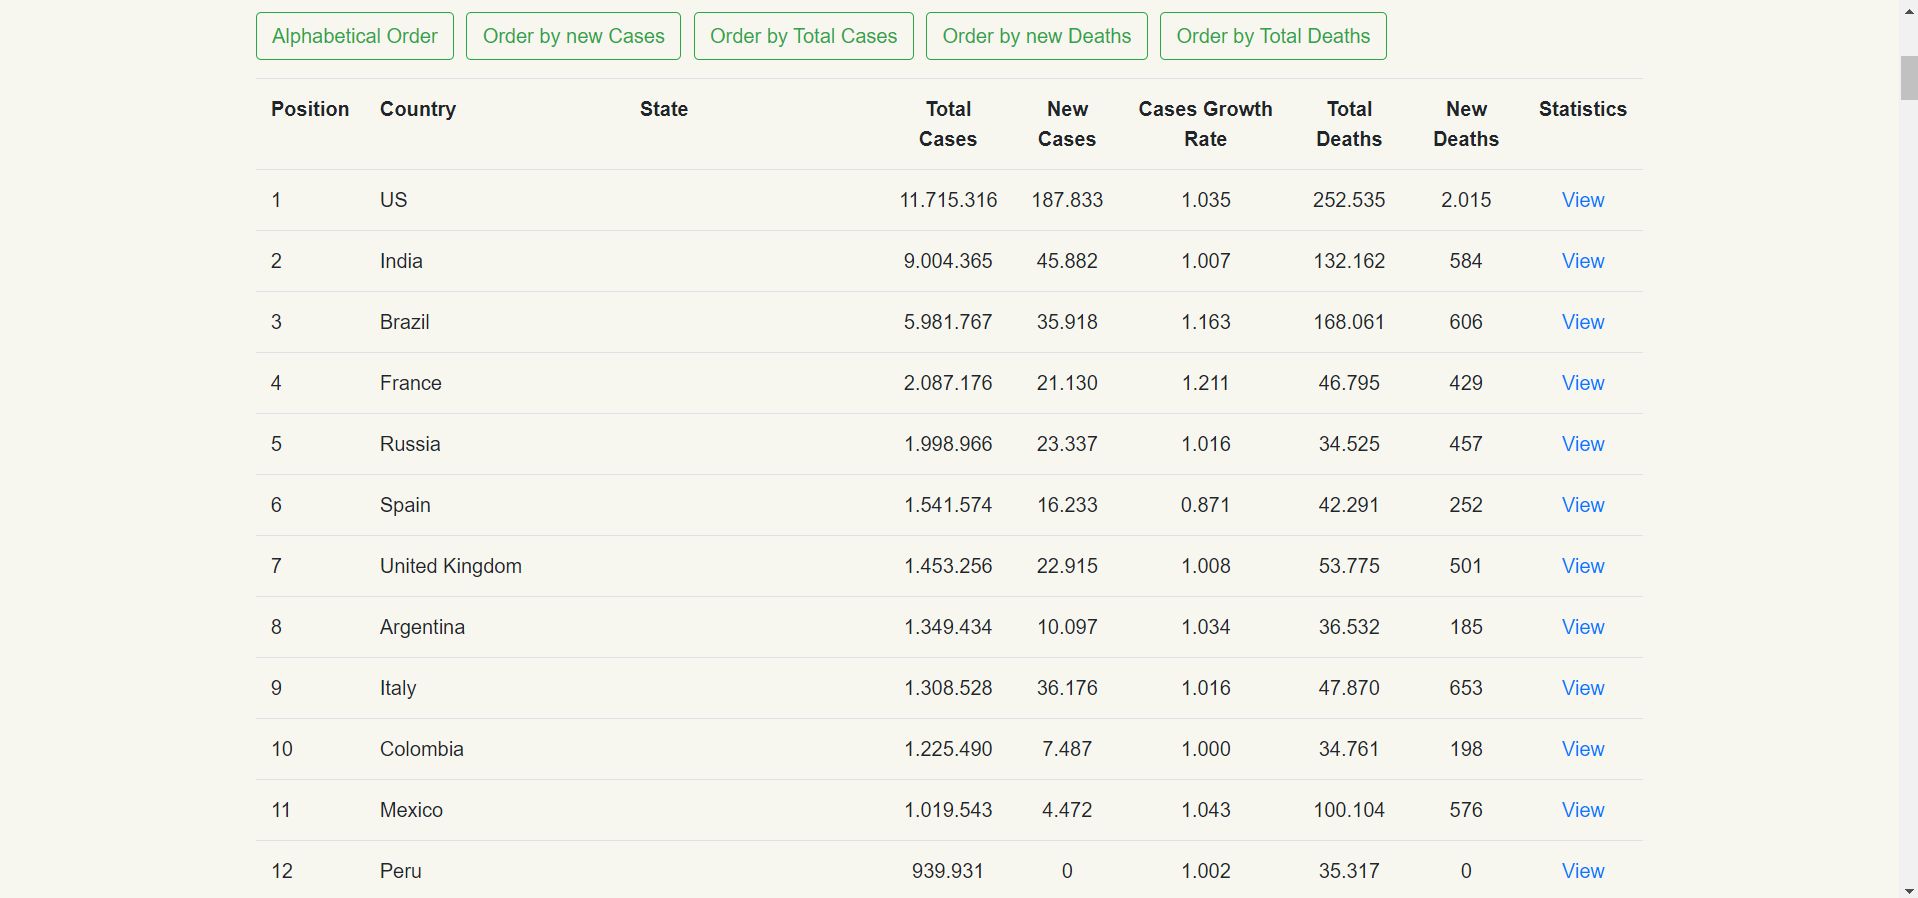 Alphabetical Order Order by new Cases Order by Total Cases Order by new Deaths Order by Total Deaths
Position Country State Total Cases New Cases Cases Growth Rate Total Deaths New Deaths Statistics
1 US 11.715.316 187.833 1.035 252.535 2.015 View
2 India 9.004.365 45.882 1.007 132.162 584 View
3 Brazil 5.981.767 35.918 1.163 168.061 606 View
4 France 2.087.176 21.130 1.211 46.795 429 View
5 Russia 1.998.966 23.337 1.016 34.525 457 View
6 Spain 1.541.574 16.233 0.871 42.291 252 View
7 United Kingdom 1.453.256 22.915 1.008 53.775 501 View
8 Argentina 1.349.434 10.097 1.034 36.532 185 View
9 Italy 1.308.528 36.176 1.016 47.870 653 View
10 Colombia 1.225.490 7.487 1.000 34.761 198 View
11 Mexico 1.019.543 4.472 1.043 100.104 576 View
12 Peru 939.931 0 1.002 35.317 0 View